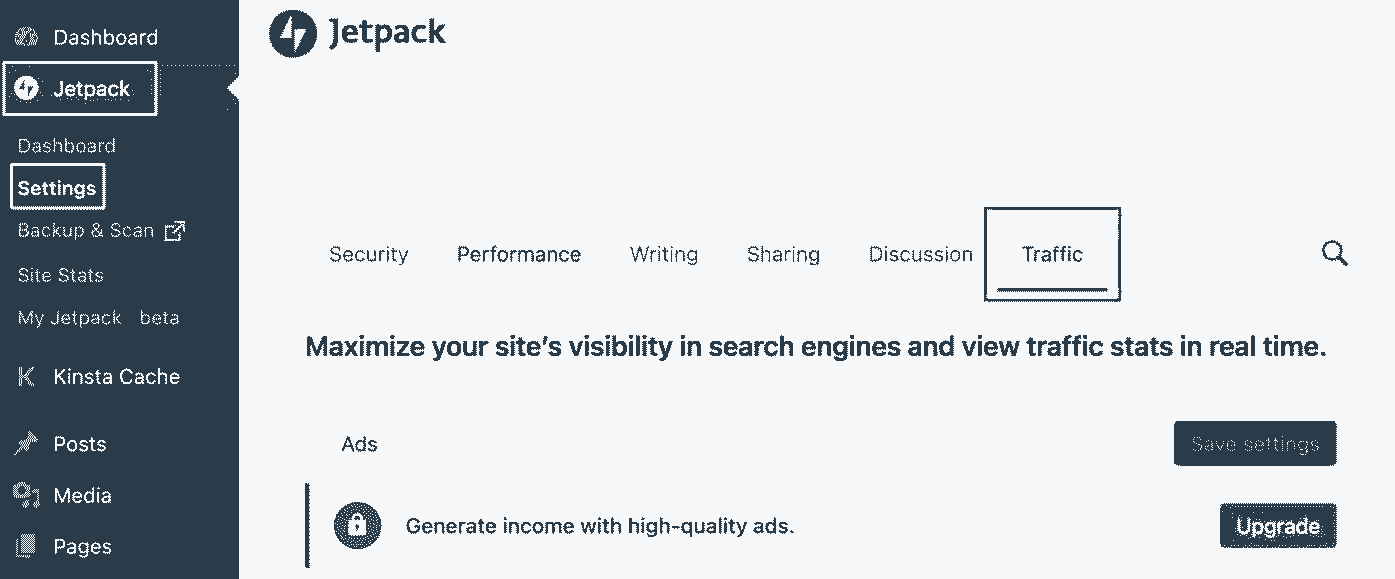 Dashboard
Jetpack
Dashboard
Settings
Backup & Scan
Site Stats
My Jetpack beta
Kinsta Cache
Posts
Media
Pages
Jetpack
Security Performance Writing Sharing Discussion Traffic
Maximize your site's visibility in search engines and view traffic stats in real time.
Ads Save settings
Generate income with high-quality ads. Upgrade